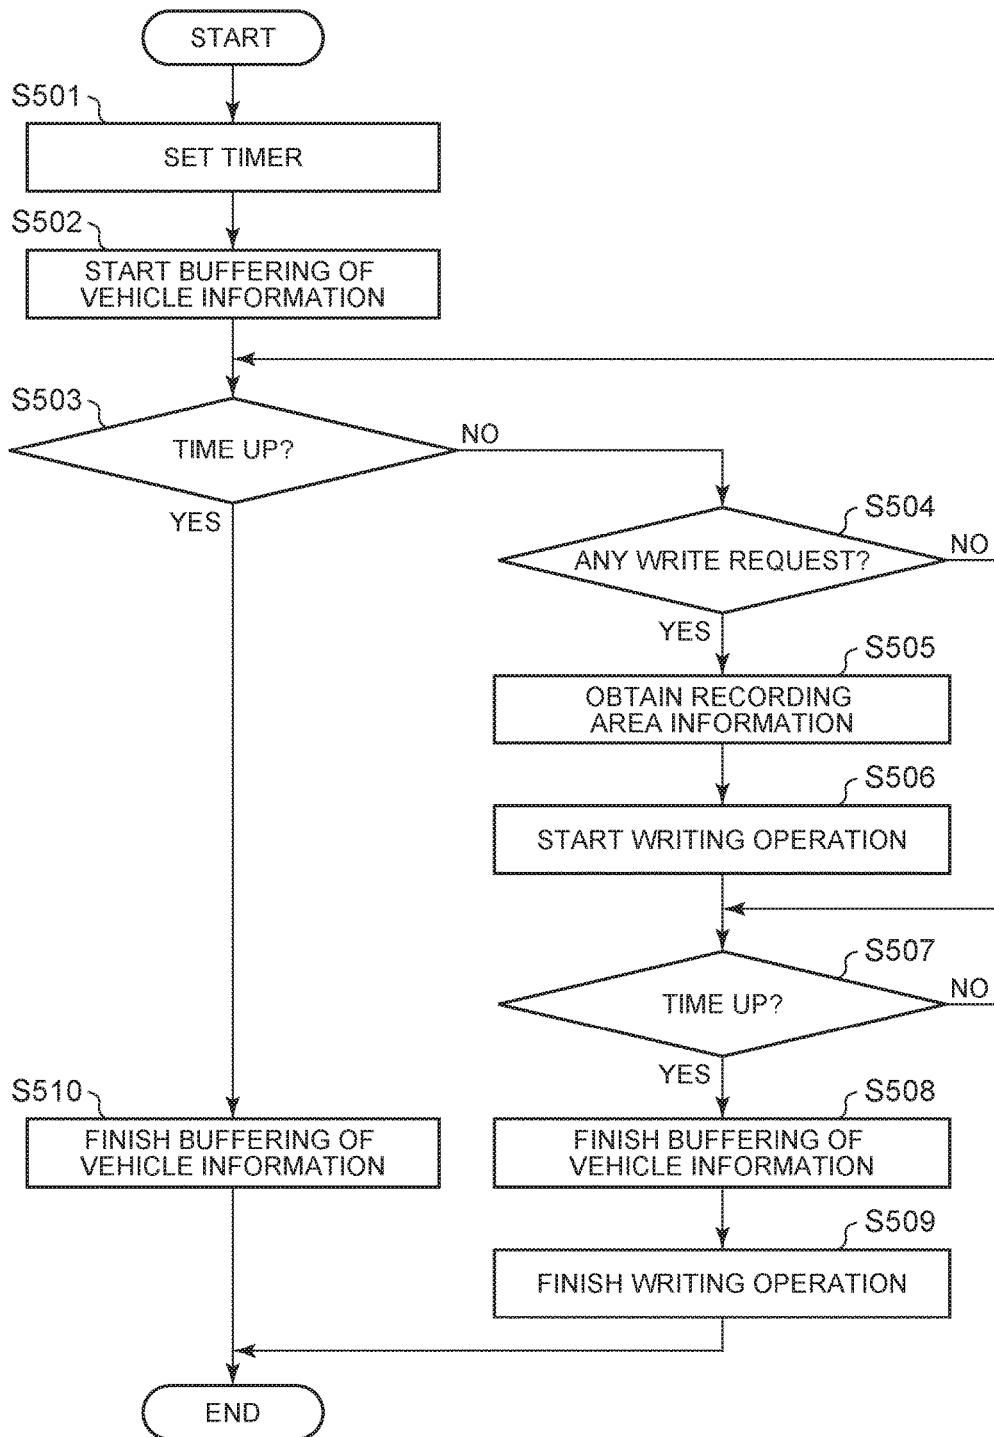 START
S501
SET TIMER
S502
START BUFFERING OF
VEHICLE INFORMATION
S503
TIME UP?
NO
YES
S504
ANY WRITE REQUEST?
NO
YES
S505
OBTAIN RECORDING
AREA INFORMATION
S506
START WRITING OPERATION
S507
TIME UP?
NO
YES
S510
FINISH BUFFERING OF
VEHICLE INFORMATION
S508
FINISH BUFFERING OF
VEHICLE INFORMATION
S509
FINISH WRITING OPERATION
END